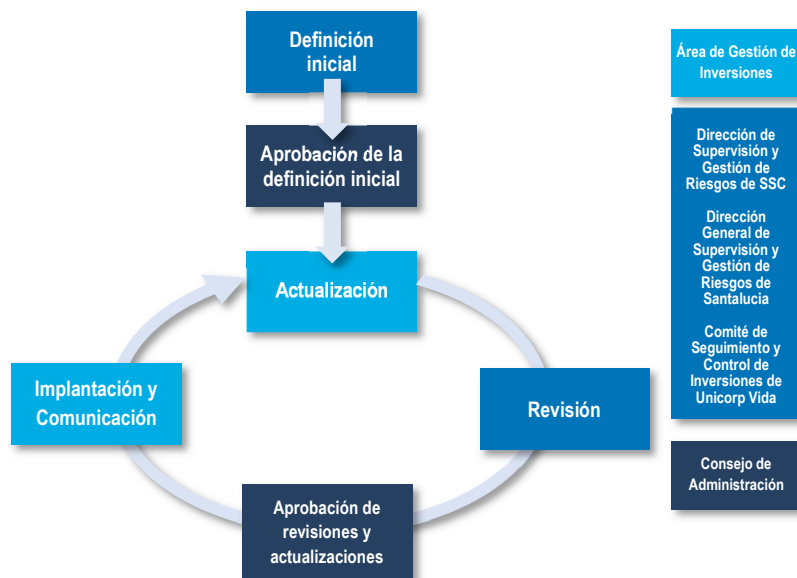 Definición
inicial
Aprobación de la
definición inicial
Actualización
Implantación y
Comunicación
Revisión
Aprobación de
revisiones y
actualizaciones
Área de Gestión de
Inversiones
Dirección de
Supervisión y
Gestión de
Riesgos de SSC
Dirección
General de
Supervisión y
Gestión de
Riesgos de
Santalucia
Comité de
Seguimiento y
Control de
Inversiones de
Unicorp Vida
Consejo de
Administración